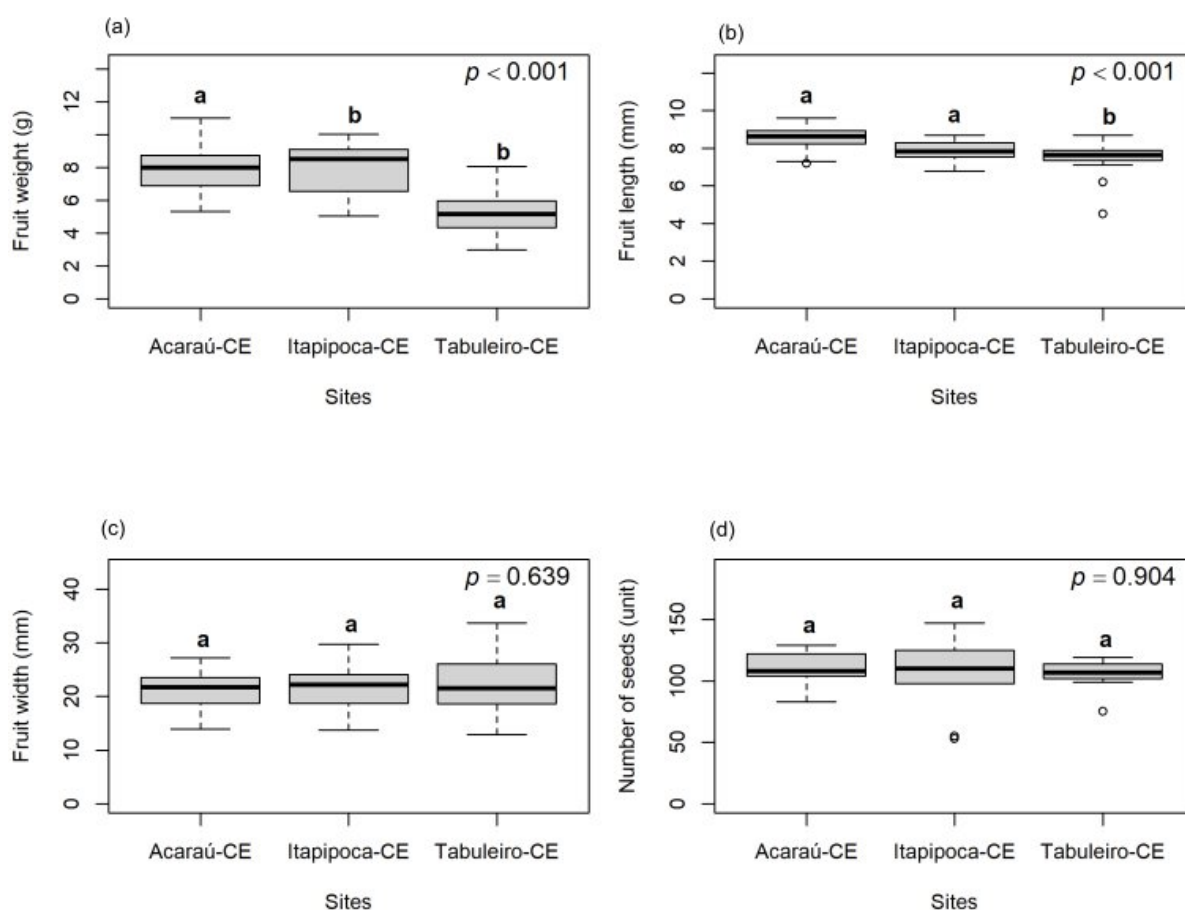 (a)
p < 0.001
Fruit weight (g)
0 2 4 6 8 12
a b b
Acaraú-CE Itapipoca-CE Tabuleiro-CE
Sites
(b)
p < 0.001
Fruit length (mm)
0 2 4 6 8 10
a a b
Acaraú-CE Itapipoca-CE Tabuleiro-CE
Sites
(c)
p = 0.639
Fruit width (mm)
0 10 20 30 40
a a a
Acaraú-CE Itapipoca-CE Tabuleiro-CE
Sites
(d)
p = 0.904
Number of seeds (unit)
0 50 100 150
a a a
Acaraú-CE Itapipoca-CE Tabuleiro-CE
Sites